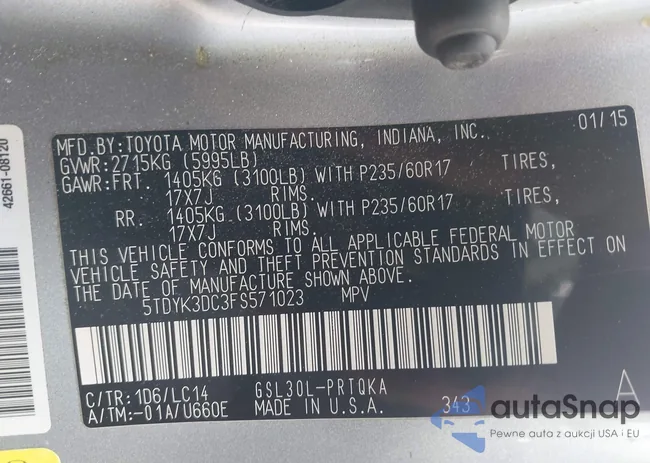 42661-08120
MFD.BY:TOYOTA MOTOR MANUFACTURING, INDIANA, INC. 01/15
GVWR:2715KG (5995LB)
GAWR:FRT. 1405KG (3100LB) WITH P235/60R17 TIRES,
17X7J RIMS.
RR. 1405KG (3100LB) WITH P235/60R17 TIRES,
17X7J RIMS.
THIS VEHICLE CONFORMS TO ALL APPLICABLE FEDERAL MOTOR
VEHICLE SAFETY AND THEFT PREVENTION STANDARDS IN EFFECT ON
THE DATE OF MANUFACTURE SHOWN ABOVE.
5TDYK3DC3FS571023 MPV
C/TR:1D6/LC14 GSL30L-PRTQKA A
A/TM:-01A/U660E MADE IN U.S.A. 343
autaSnap
Pewne auta z aukcji USA i EU